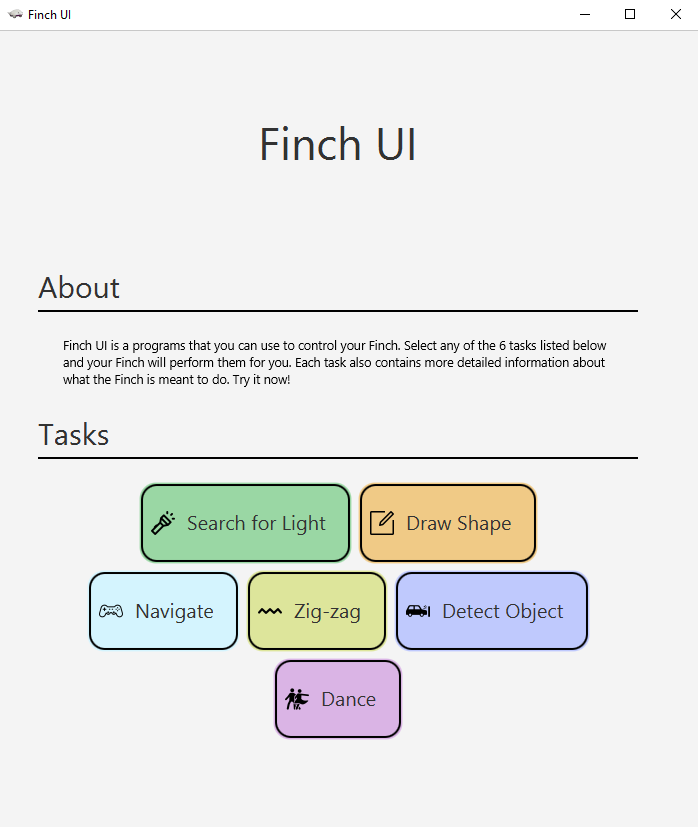 Finch UI
Finch UI
About
Finch UI is a programs that you can use to control your Finch. Select any of the 6 tasks listed below
and your Finch will perform them for you. Each task also contains more detailed information about
what the Finch is meant to do. Try it now!
Tasks
Search for Light
Draw Shape
Navigate
Zig-zag
Detect Object
Dance